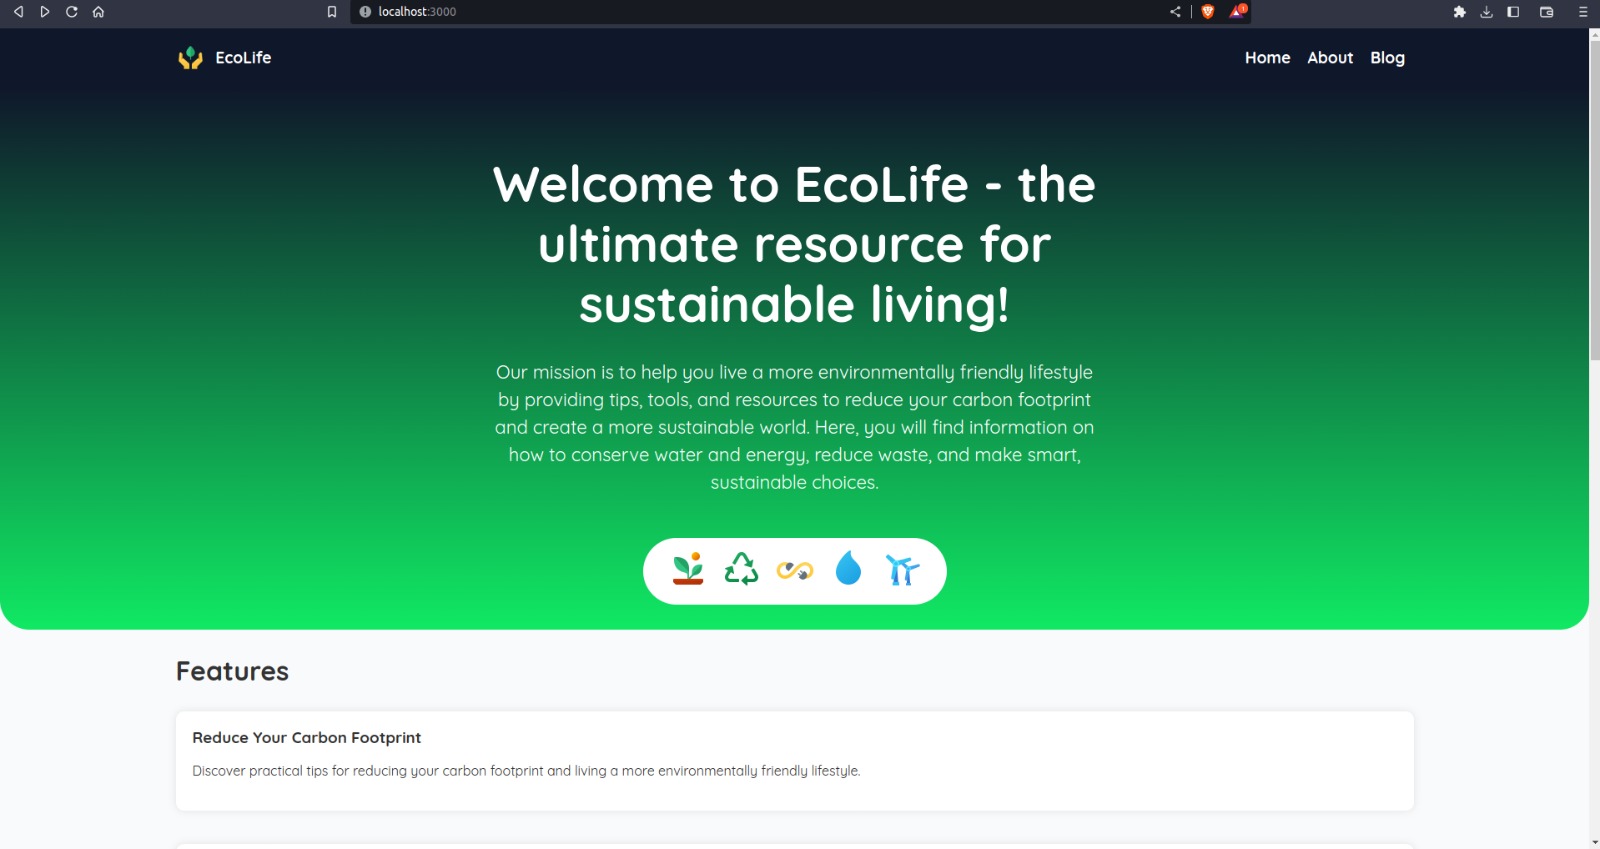 localhost:3000
1
EcoLife
Home About Blog
Welcome to EcoLife - the
ultimate resource for
sustainable living!
Our mission is to help you live a more environmentally friendly lifestyle
by providing tips, tools, and resources to reduce your carbon footprint
and create a more sustainable world. Here, you will find information on
how to conserve water and energy, reduce waste, and make smart,
sustainable choices.
Features
Reduce Your Carbon Footprint
Discover practical tips for reducing your carbon footprint and living a more environmentally friendly lifestyle.